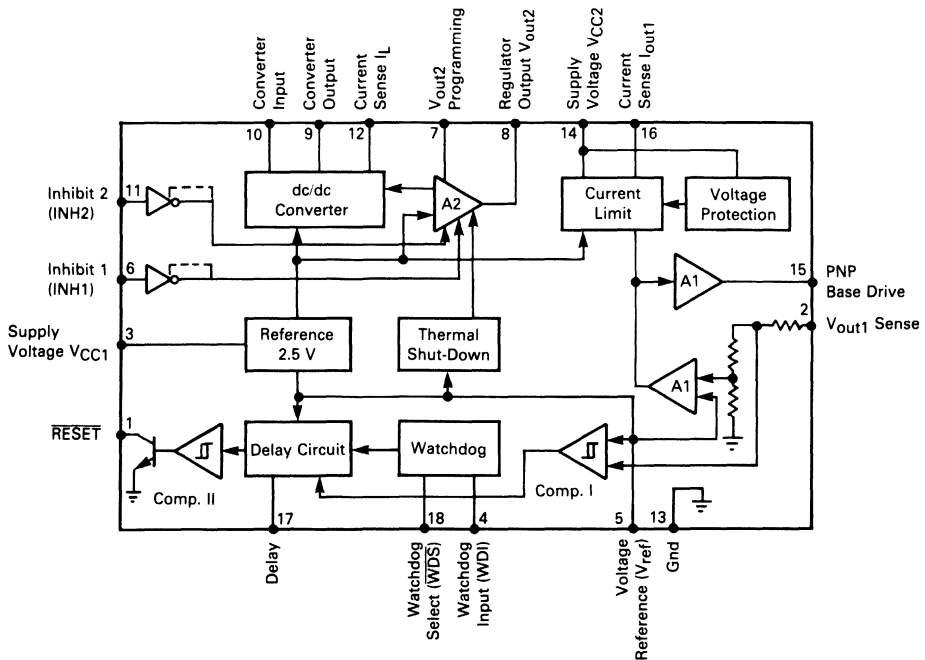 Converter
Input
Converter
Output
Current
Sense IL
Vout2
Programming
Regulator
Output Vout2
Supply
Voltage VCC2
Current
Sense Iout1
10
9
12
7
8
14
16
Inhibit 2
(INH2)
11
dc/dc
Converter
A2
Current
Limit
Voltage
Protection
Inhibit 1
(INH1)
6
A1
15
PNP
Base Drive
Supply
Voltage VCC1
3
Reference
2.5 V
Thermal
Shut-Down
2
Vout1 Sense
A1
RESET
1
Delay Circuit
Watchdog
Comp. II
Comp. I
17
18
4
5
13
Delay
Watchdog
Select (WDS)
Watchdog
Input (WDI)
Voltage
Reference (Vref)
Gnd